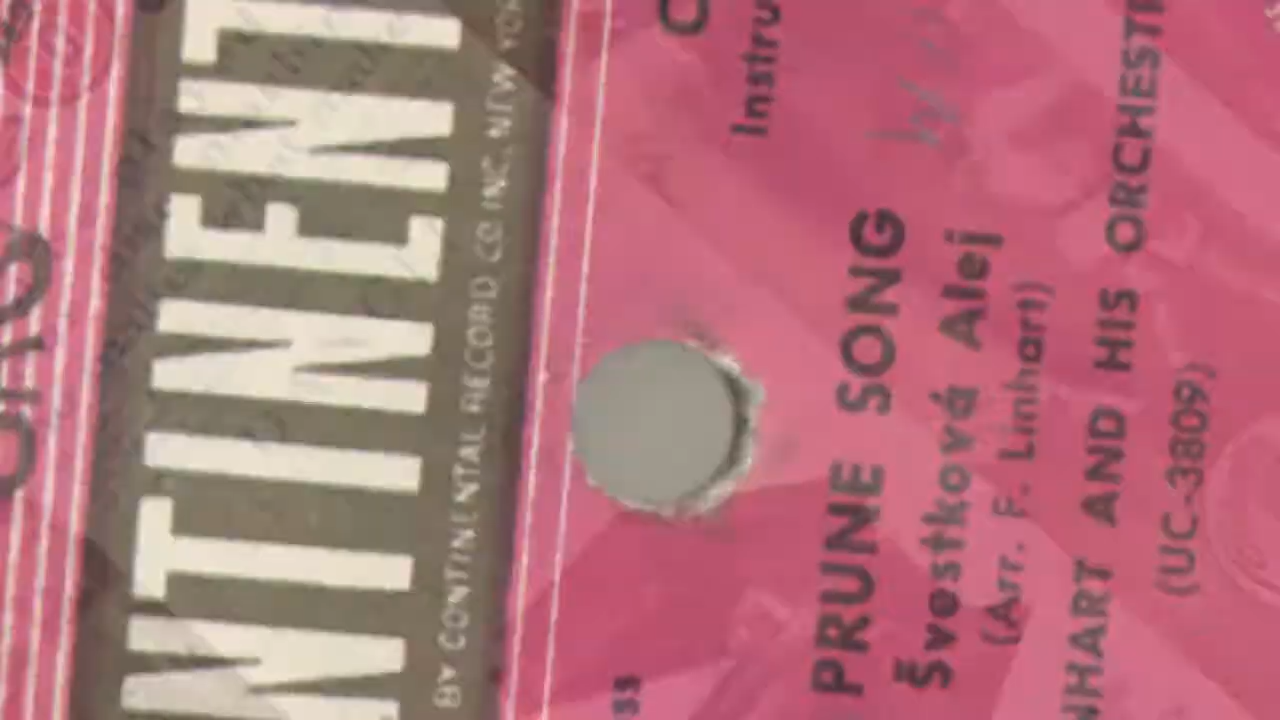 NTINENT
BY CONTINENTAL RECORD CO INC. NEW YOR
Instru
PRUNE SONG
Švestková Alej
(Arr. F. Linhart)
NHART AND HIS ORCHESTR
(UC-3809)